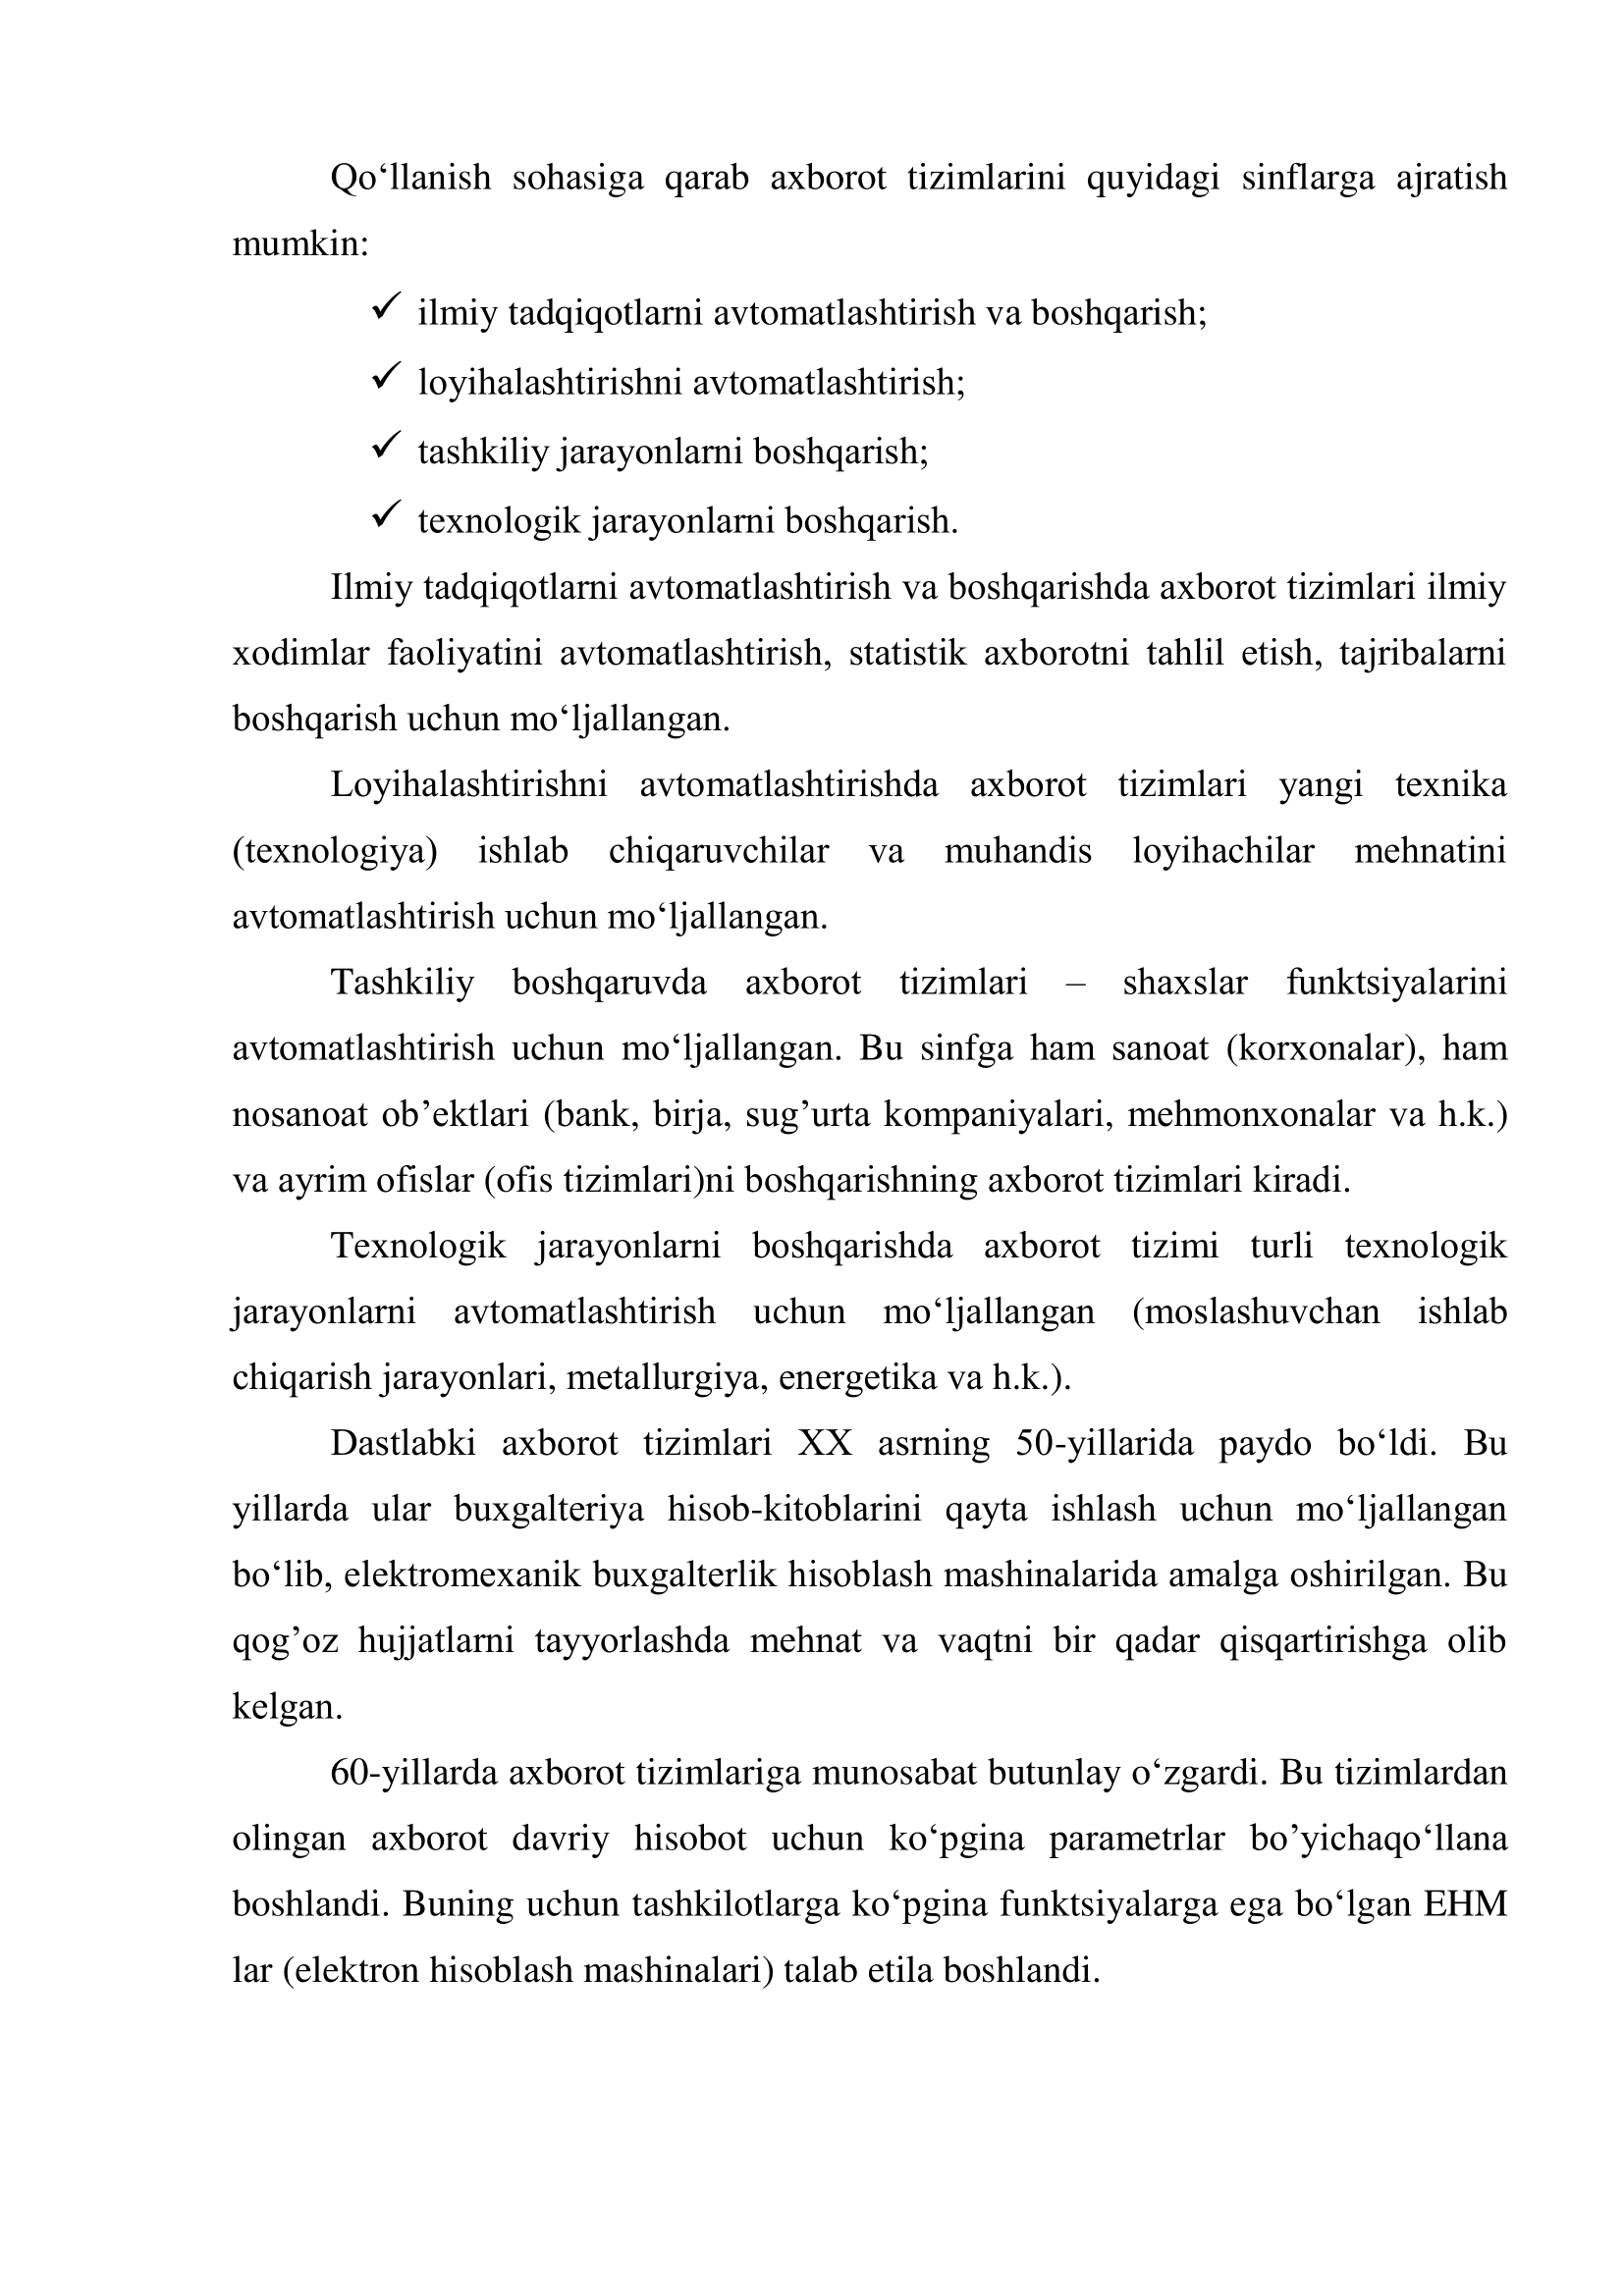 Qo‘llanish sohasiga qarab axborot tizimlarini quyidagi sinflarga ajratish
mumkin:
✓ ilmiy tadqiqotlarni avtomatlashtirish va boshqarish;
✓ loyihalashtirishni avtomatlashtirish;
✓ tashkiliy jarayonlarni boshqarish;
✓ texnologik jarayonlarni boshqarish.
Ilmiy tadqiqotlarni avtomatlashtirish va boshqarishda axborot tizimlari ilmiy
xodimlar faoliyatini avtomatlashtirish, statistik axborotni tahlil etish, tajribalarni
boshqarish uchun mo‘ljallangan.
Loyihalashtirishni avtomatlashtirishda axborot tizimlari yangi texnika
(texnologiya) ishlab chiqaruvchilar va muhandis loyihachilar mehnatini
avtomatlashtirish uchun mo‘ljallangan.
Tashkiliy boshqaruvda axborot tizimlari – shaxslar funktsiyalarini
avtomatlashtirish uchun mo‘ljallangan. Bu sinfga ham sanoat (korxonalar), ham
nosanoat ob’ektlari (bank, birja, sug’urta kompaniyalari, mehmonxonalar va h.k.)
va ayrim ofislar (ofis tizimlari)ni boshqarishning axborot tizimlari kiradi.
Texnologik jarayonlarni boshqarishda axborot tizimi turli texnologik
jarayonlarni avtomatlashtirish uchun mo‘ljallangan (moslashuvchan ishlab
chiqarish jarayonlari, metallurgiya, energetika va h.k.).
Dastlabki axborot tizimlari XX asrning 50-yillarida paydo bo‘ldi. Bu
yillarda ular buxgalteriya hisob-kitoblarini qayta ishlash uchun mo‘ljallangan
bo‘lib, elektromexanik buxgalterlik hisoblash mashinalarida amalga oshirilgan. Bu
qog’oz hujjatlarni tayyorlashda mehnat va vaqtni bir qadar qisqartirishga olib
kelgan.
60-yillarda axborot tizimlariga munosabat butunlay o‘zgardi. Bu tizimlardan
olingan axborot davriy hisobot uchun ko‘pgina parametrlar bo’yichaqo‘llana
boshlandi. Buning uchun tashkilotlarga ko‘pgina funktsiyalarga ega bo‘lgan EHM
lar (elektron hisoblash mashinalari) talab etila boshlandi.